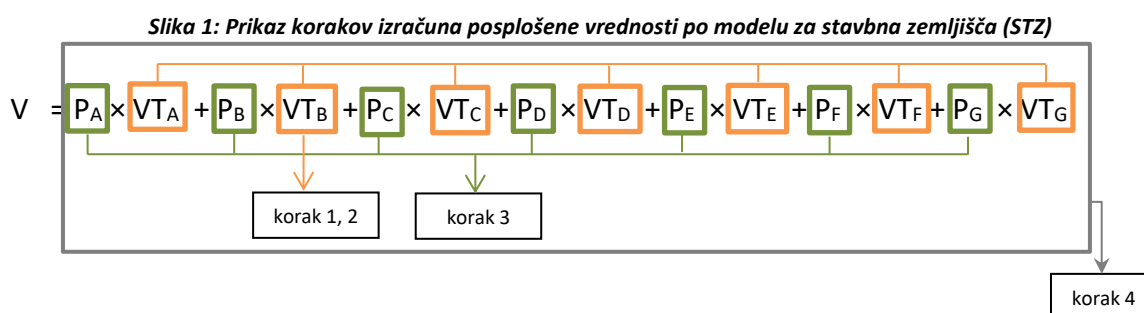 Slika 1: Prikaz korakov izračuna posplošene vrednosti po modelu za stavbna zemljišča (STZ)
V = PA × VTA + PB × VTB + PC × VTC + PD × VTD + PE × VTE + PF × VTF + PG × VTG
korak 1, 2 korak 3
korak 4